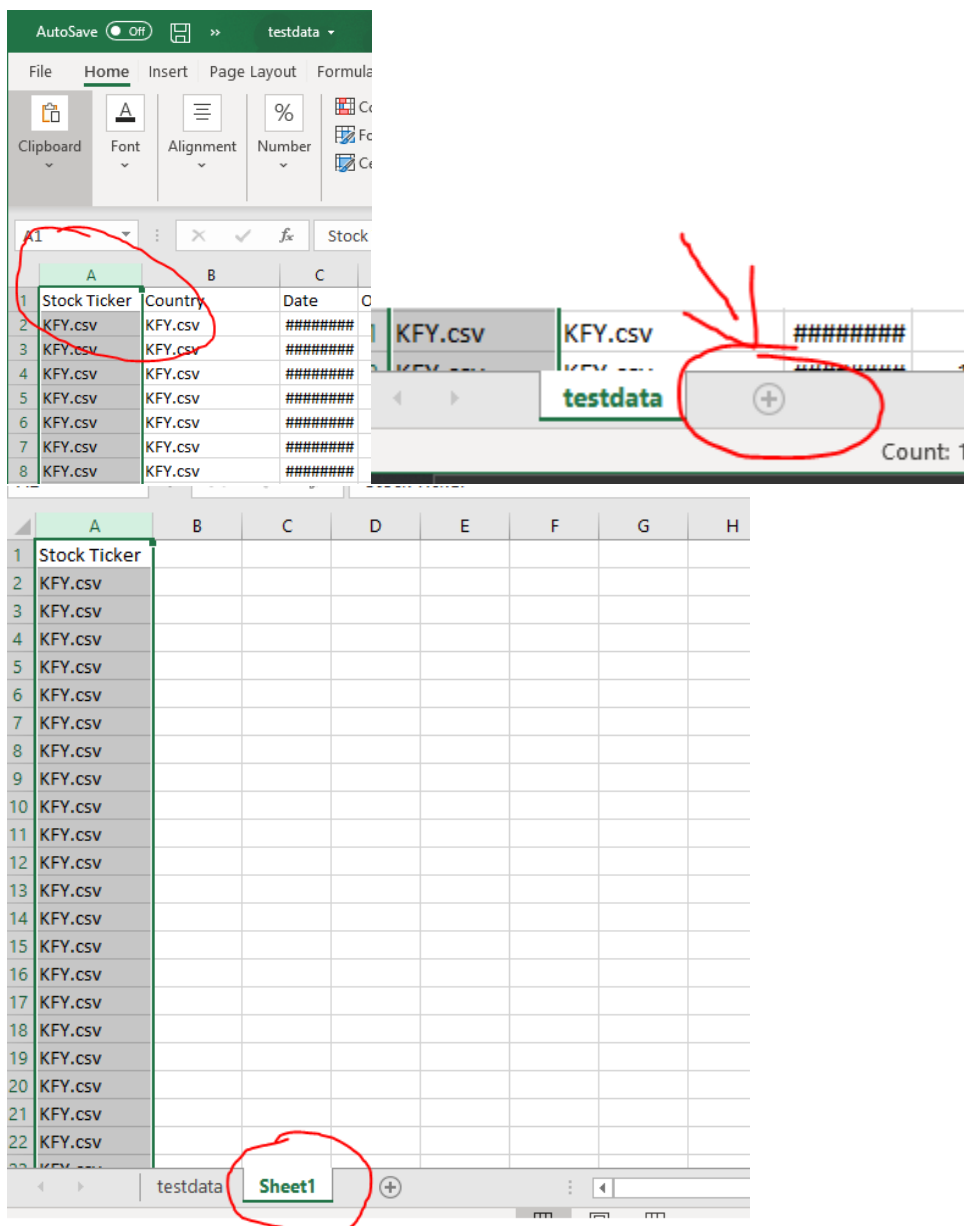 AutoSave Off » testdata
File Home Insert Page Layout Formula
Clipboard Font Alignment Number
A1 fx Stock
A B C
1 Stock Ticker Country Date
2 KFY.csv KFY.csv ########
3 KFY.csv KFY.csv ########
4 KFY.csv KFY.csv ########
5 KFY.csv KFY.csv ########
6 KFY.csv KFY.csv ########
7 KFY.csv KFY.csv ########
8 KFY.csv KFY.csv ########
KFY.csv KFY.csv ########
testdata
Count: 1
A B C D E F G H
1 Stock Ticker
2 KFY.csv
3 KFY.csv
4 KFY.csv
5 KFY.csv
6 KFY.csv
7 KFY.csv
8 KFY.csv
9 KFY.csv
10 KFY.csv
11 KFY.csv
12 KFY.csv
13 KFY.csv
14 KFY.csv
15 KFY.csv
16 KFY.csv
17 KFY.csv
18 KFY.csv
19 KFY.csv
20 KFY.csv
21 KFY.csv
22 KFY.csv
testdata Sheet1